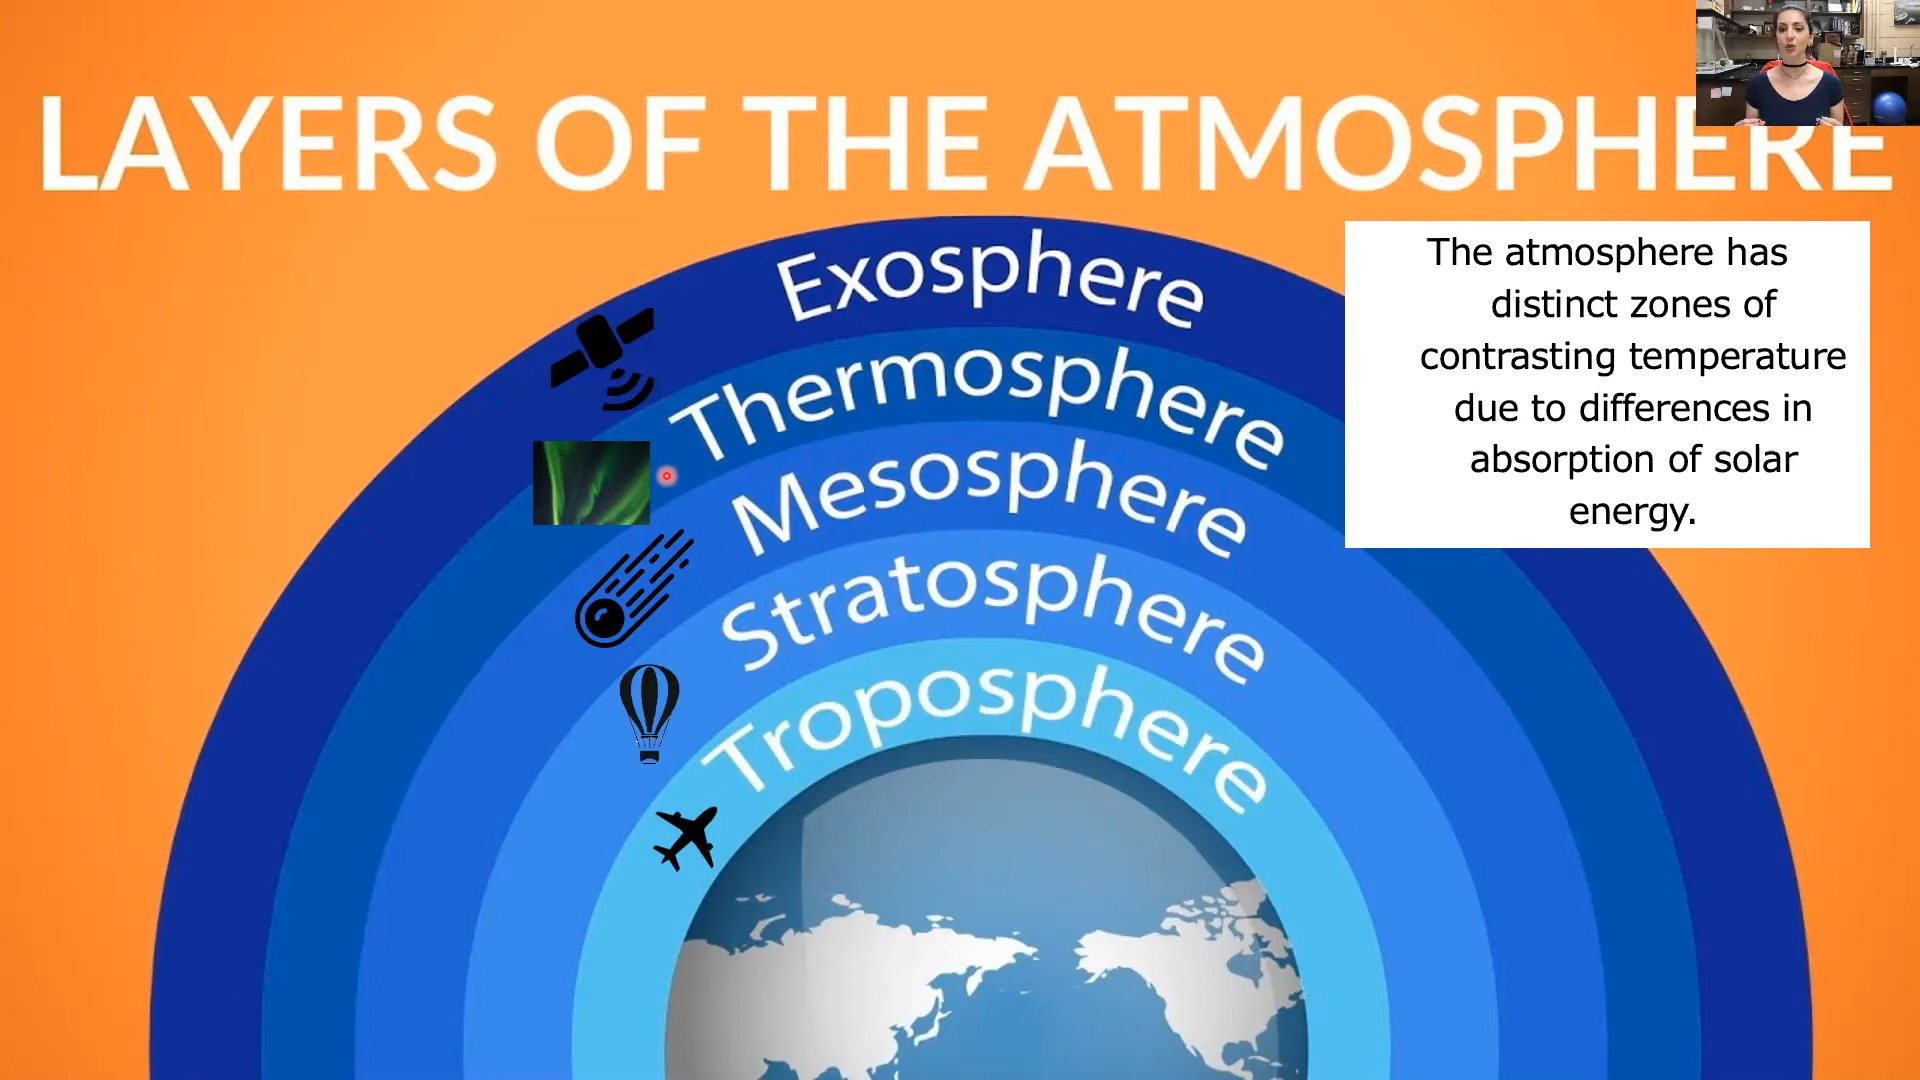 LAYERS OF THE ATMOSPHERE
Exosphere
Thermosphere
Mesosphere
Stratosphere
Troposphere
The atmosphere has
distinct zones of
contrasting temperature
due to differences in
absorption of solar
energy.